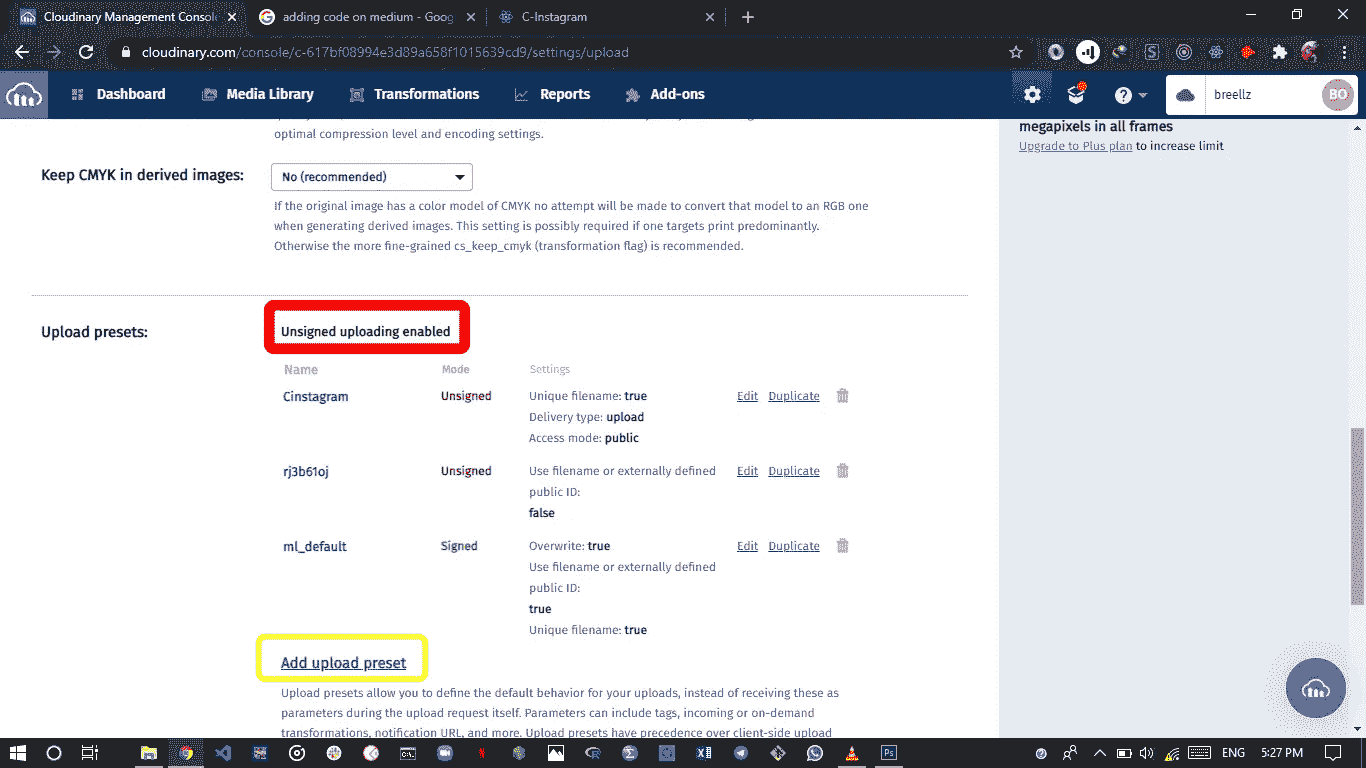 Cloudinary Management Consol
adding code on medium - Goog
C-Instagram
cloudinary.com/console/c-617bf08994e3d89a658f1015639cd9/settings/upload
Dashboard
Media Library
Transformations
Reports
Add-ons
breellz
BO
optimal compression level and encoding settings.
megapixels in all frames
Upgrade to Plus plan to increase limit
Keep CMYK in derived images:
No (recommended)
If the original image has a color model of CMYK no attempt will be made to convert that model to an RGB one
when generating derived images. This setting is possibly required if one targets print predominantly.
Otherwise the more fine-grained cs_keep_cmyk (transformation flag) is recommended.
Upload presets:
Unsigned uploading enabled
Name Mode Settings
Cinstagram Unsigned Unique filename: true Edit Duplicate
Delivery type: upload
Access mode: public
rj3b61oj Unsigned Use filename or externally defined Edit Duplicate
public ID:
false
ml_default Signed Overwrite: true Edit Duplicate
Use filename or externally defined
public ID:
true
Unique filename: true
Add upload preset
Upload presets allow you to define the default behavior for your uploads, instead of receiving these as
parameters during the upload request itself. Parameters can include tags, incoming or on-demand
transformations, notification URL, and more. Upload presets have precedence over client-side upload
ENG 5:27 PM